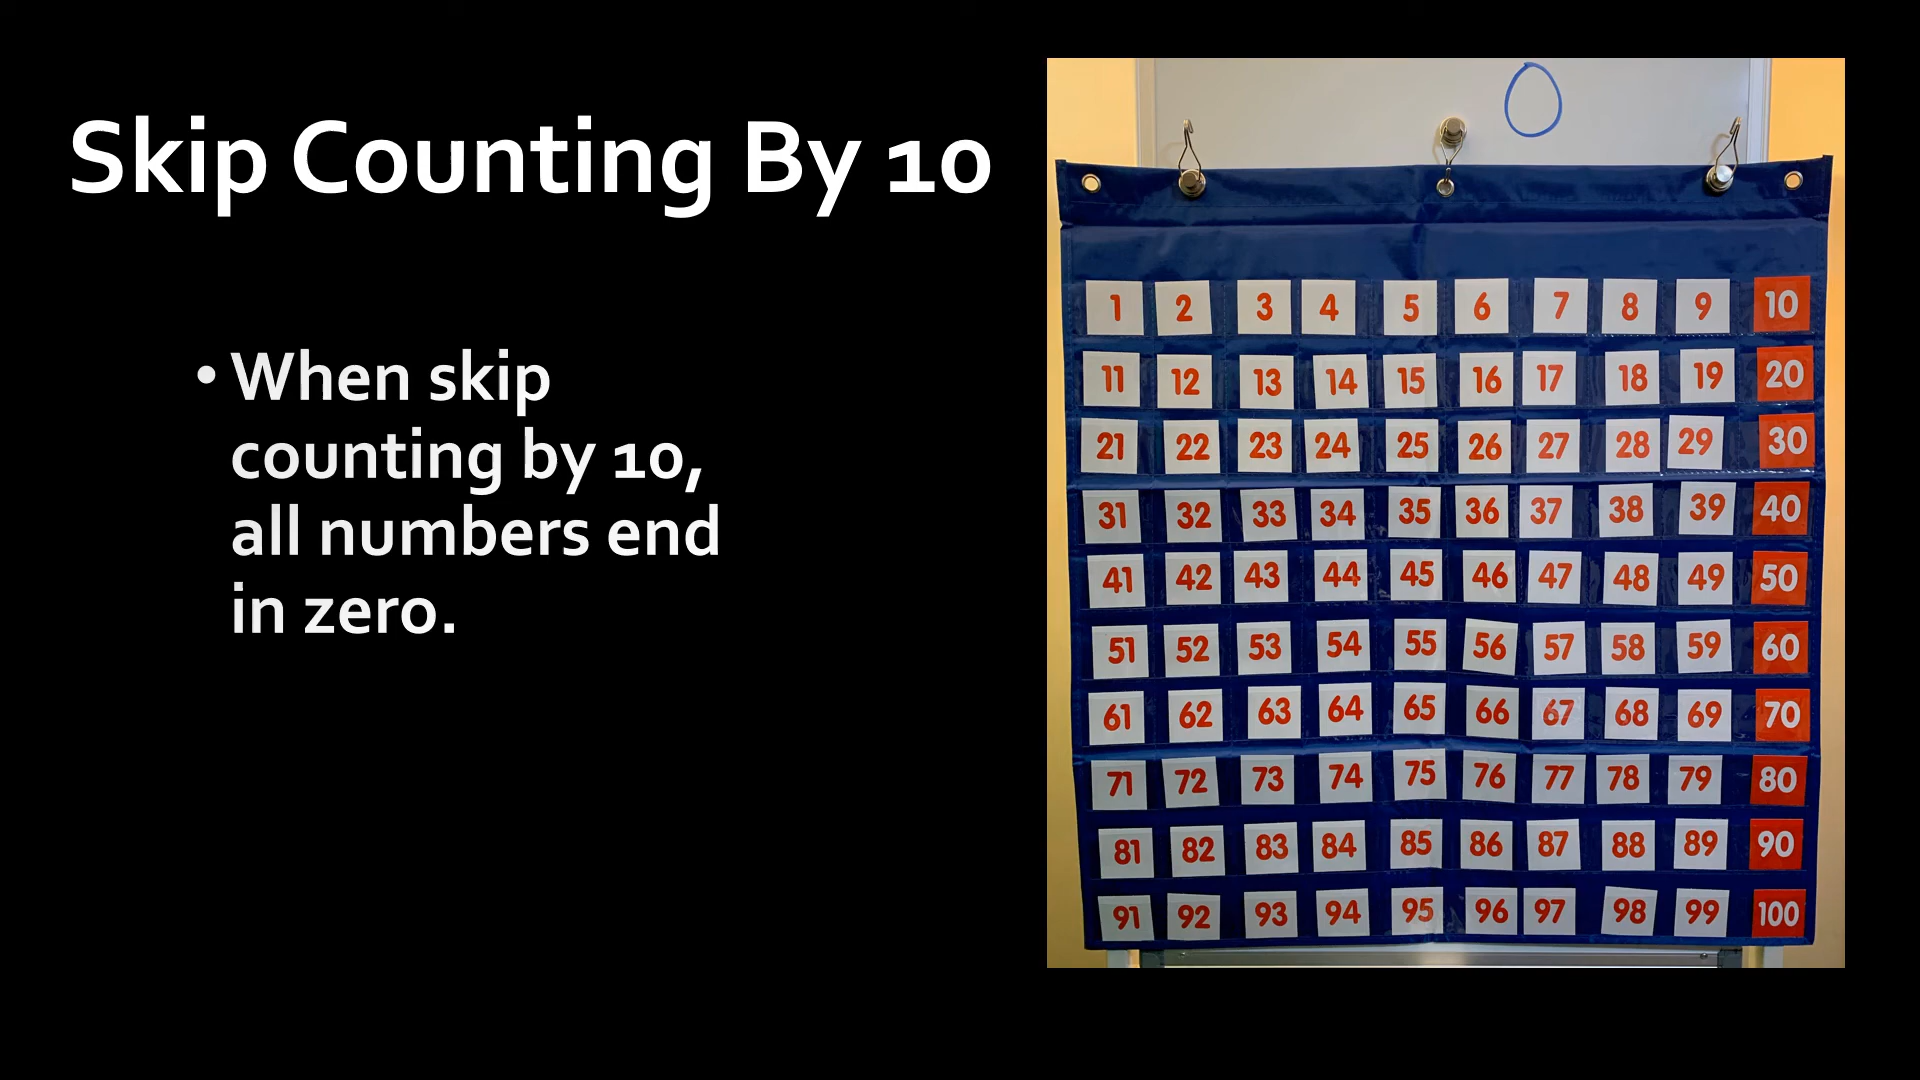 Skip Counting By 10
• When skip
counting by 10,
all numbers end
in zero.
0
1 2 3 4 5 6 7 8 9 10
11 12 13 14 15 16 17 18 19 20
21 22 23 24 25 26 27 28 29 30
31 32 33 34 35 36 37 38 39 40
41 42 43 44 45 46 47 48 49 50
51 52 53 54 55 56 57 58 59 60
61 62 63 64 65 66 67 68 69 70
71 72 73 74 75 76 77 78 79 80
81 82 83 84 85 86 87 88 89 90
91 92 93 94 95 96 97 98 99 100